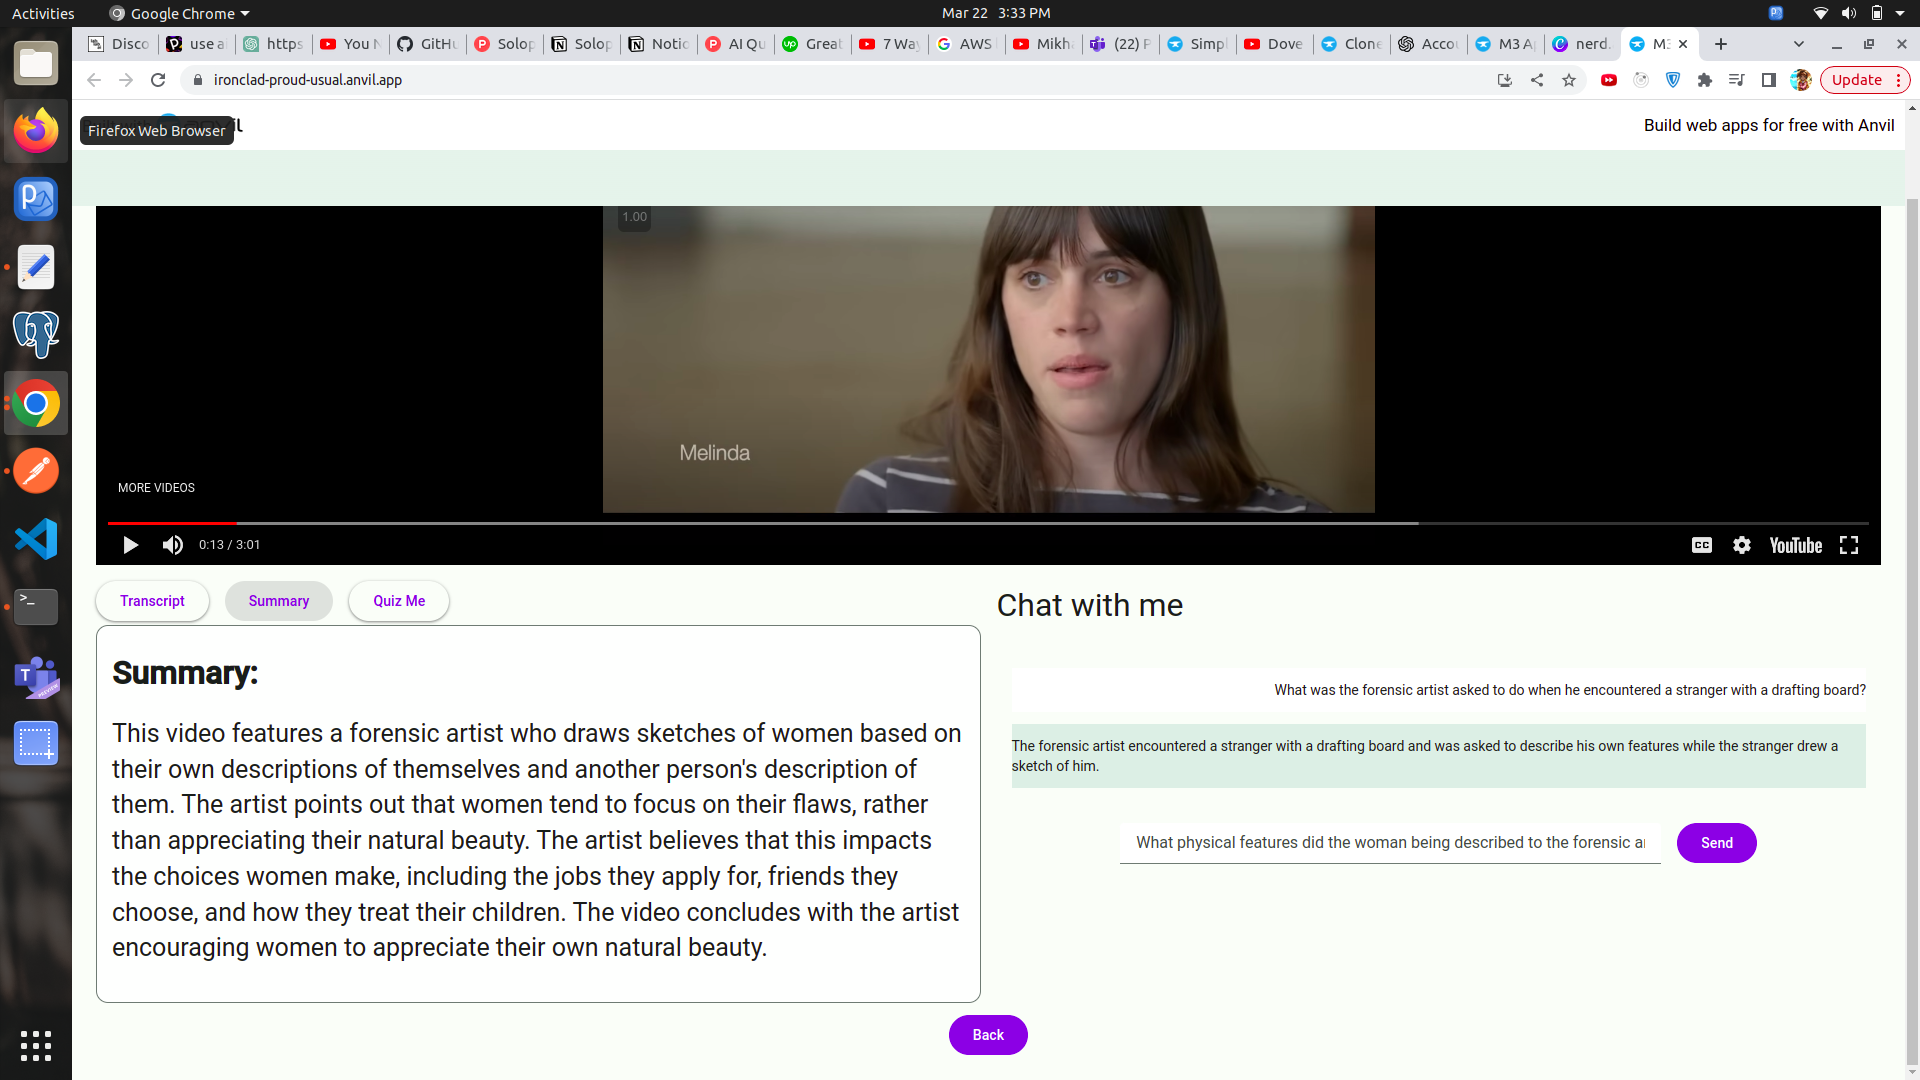 Activities
Google Chrome
Mar 22 3:33 PM
Disco
use al
https
You N
GitHu
Solop
Solop
Notio
AI Qu
Great
7 Way
AWS
Mikha
(22) P
Simpl
Dove
Clone
Accou
M3 A
nerd.
M3
ironclad-proud-usual.anvil.app
Update
Firefox Web Browser
Build web apps for free with Anvil
1.00
Melinda
MORE VIDEOS
0:13 / 3:01
CC
YouTube
Transcript
Summary
Quiz Me
Chat with me
Summary:
This video features a forensic artist who draws sketches of women based on
their own descriptions of themselves and another person's description of
them. The artist points out that women tend to focus on their flaws, rather
than appreciating their natural beauty. The artist believes that this impacts
the choices women make, including the jobs they apply for, friends they
choose, and how they treat their children. The video concludes with the artist
encouraging women to appreciate their own natural beauty.
What was the forensic artist asked to do when he encountered a stranger with a drafting board?
The forensic artist encountered a stranger with a drafting board and was asked to describe his own features while the stranger drew a
sketch of him.
What physical features did the woman being described to the forensic a
Send
Back